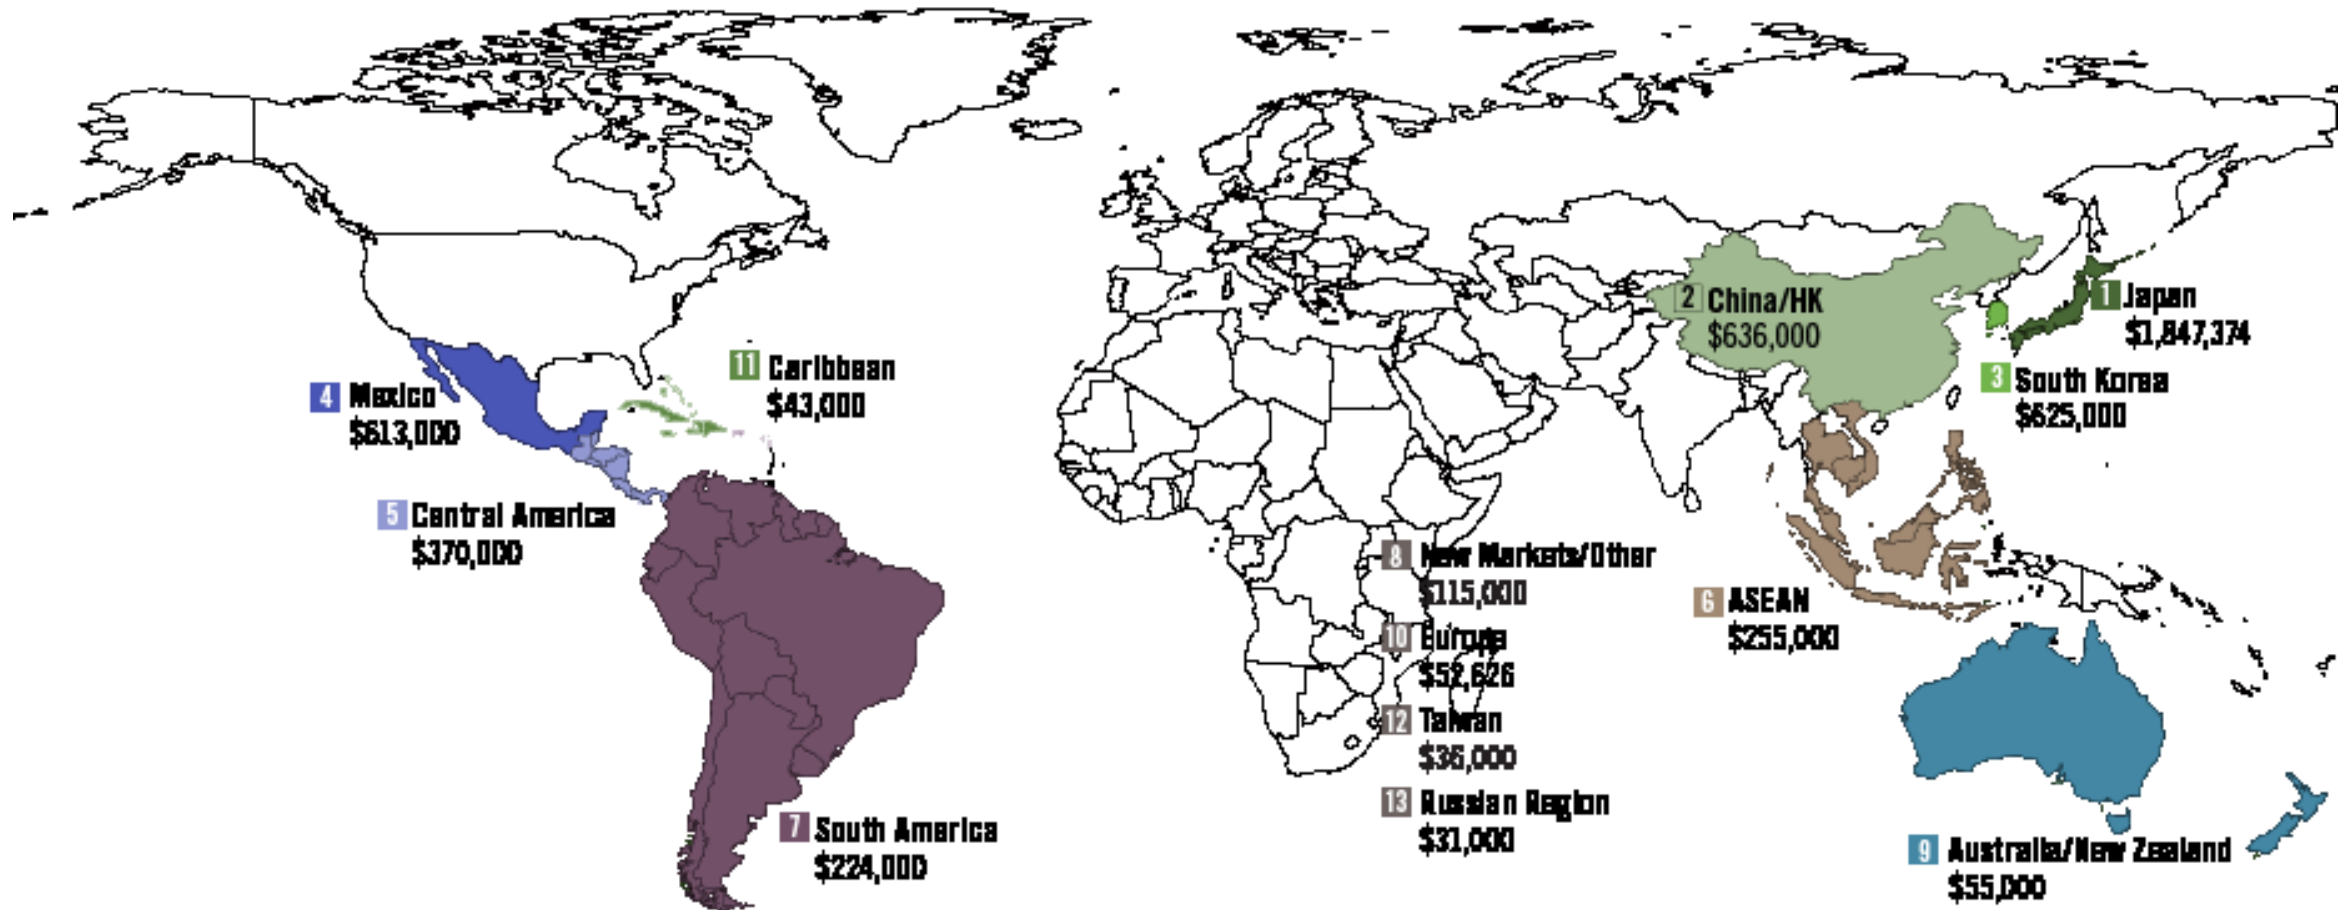 2 China/HK
$636,000
1 Japan
$1,847,374
11 Caribbean
$43,000
3 South Korea
$625,000
4 Mexico
$613,000
5 Central America
$370,000
8 New Markets/Other
$115,000
6 ASEAN
$255,000
10 Europe
$52,626
12 Taiwan
$36,000
13 Russian Region
$31,000
7 South America
$224,000
9 Australia/New Zealand
$55,000